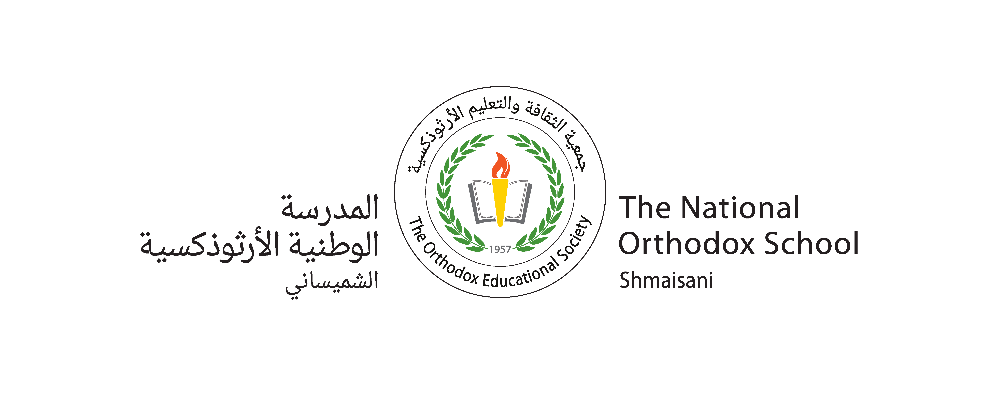 المدرسة
الوطنية الأرثوذكسية
الشميساني
جمعية الثقافة والتعليم الأرثوذكسية
1957
The Orthodox Educational Society
The National
Orthodox School
Shmaisani